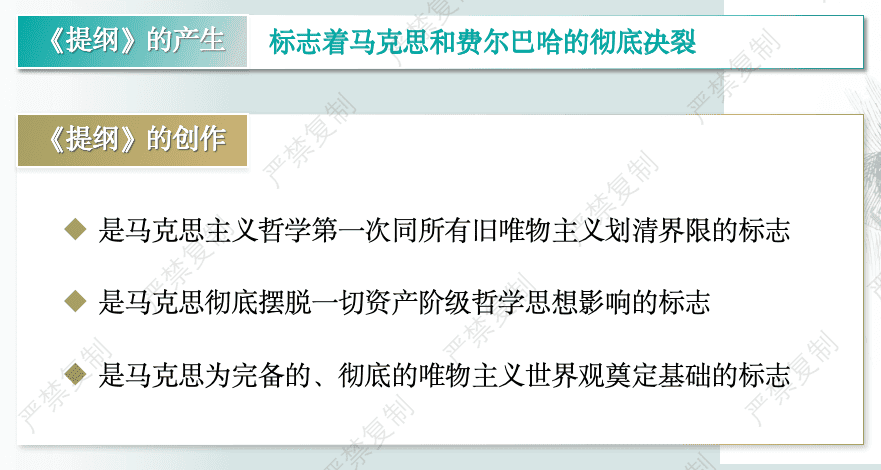 《提纲》的产生 标志着马克思和费尔巴哈的彻底决裂
《提纲》的创作
是马克思主义哲学第一次同所有旧唯物主义划清界限的标志
是马克思彻底摆脱一切资产阶级哲学思想影响的标志
是马克思为完备的、彻底的唯物主义世界观奠定基础的标志
严禁复制
严禁复制
严禁复制
严禁复制
严禁复制
严禁复制
严禁复制
严禁复制
严禁复制